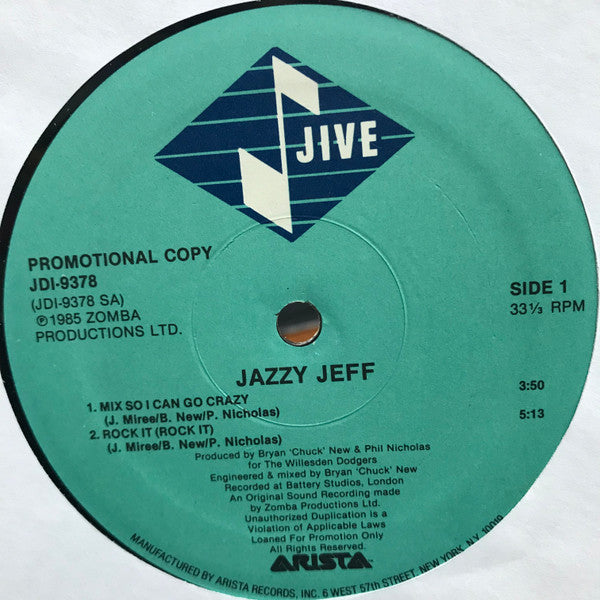 JIVE
PROMOTIONAL COPY
JDI-9378
(JDI-9378 SA)
℗1985 ZOMBA
PRODUCTIONS LTD.
SIDE 1
33⅓ RPM
JAZZY JEFF
1. MIX SO I CAN GO CRAZY 3:50
(J. Miree/B. New/P. Nicholas)
2. ROCK IT (ROCK IT) 5:13
(J. Miree/B. New/P. Nicholas)
Produced by Bryan 'Chuck' New & Phil Nicholas
for The Willesden Dodgers
Engineered & mixed by Bryan 'Chuck' New
Recorded at Battery Studios, London
An Original Sound Recording made
by Zomba Productions Ltd.
Unauthorized Duplication is a
Violation of Applicable Laws
Loaned For Promotion Only
All Rights Reserved.
ARISTA
MANUFACTURED BY ARISTA RECORDS, INC. 6 WEST 57th STREET, NEW YORK, N.Y. 10019